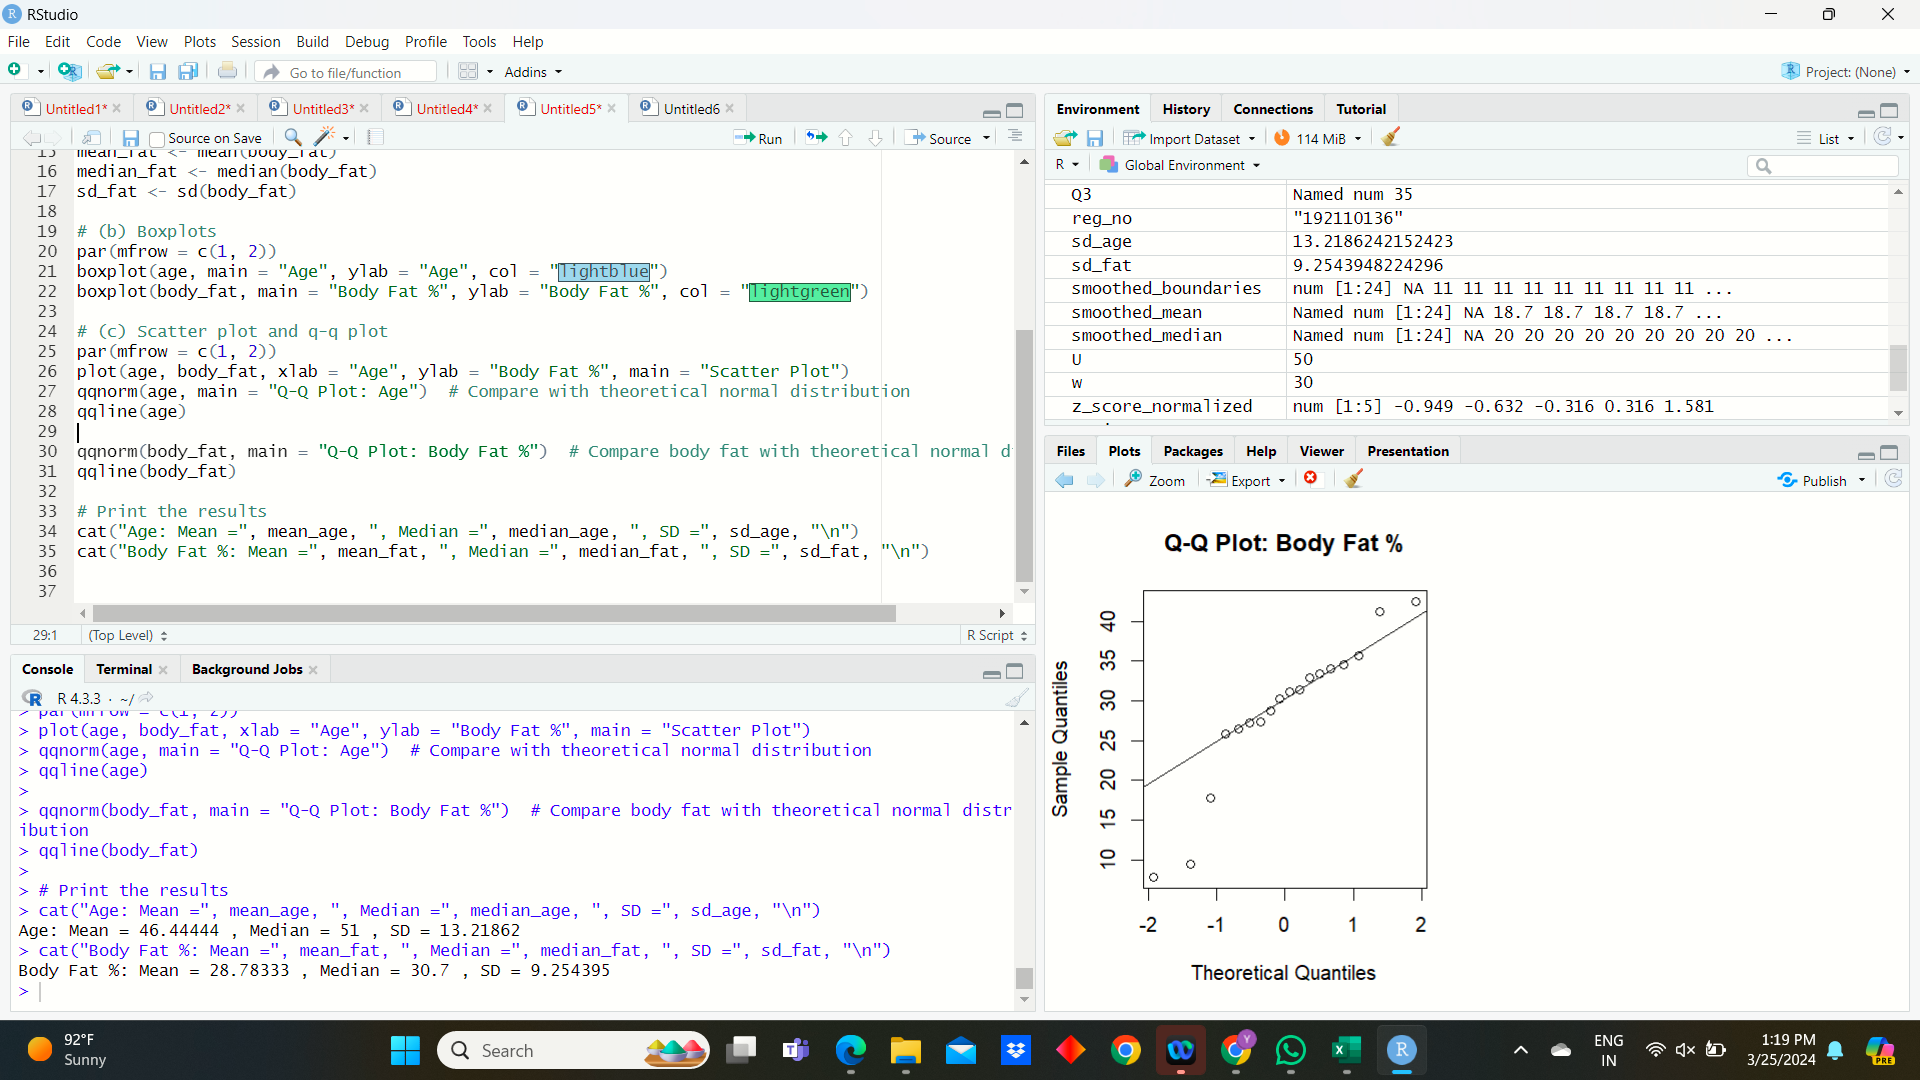 RStudio
File Edit Code View Plots Session Build Debug Profile Tools Help
Go to file/function Addins Project: (None)
Untitled1* Untitled2* Untitled3* Untitled4* Untitled5* Untitled6
Source on Save Run Source
15 mean_fat <- mean(body_fat)
16 median_fat <- median(body_fat)
17 sd_fat <- sd(body_fat)
18
19 # (b) Boxplots
20 par(mfrow = c(1, 2))
21 boxplot(age, main = "Age", ylab = "Age", col = "lightblue")
22 boxplot(body_fat, main = "Body Fat %", ylab = "Body Fat %", col = "lightgreen")
23
24 # (c) Scatter plot and q-q plot
25 par(mfrow = c(1, 2))
26 plot(age, body_fat, xlab = "Age", ylab = "Body Fat %", main = "Scatter Plot")
27 qqnorm(age, main = "Q-Q Plot: Age")  # Compare with theoretical normal distribution
28 qqline(age)
29
30 qqnorm(body_fat, main = "Q-Q Plot: Body Fat %")  # Compare body fat with theoretical normal d
31 qqline(body_fat)
32
33 # Print the results
34 cat("Age: Mean =", mean_age, ", Median =", median_age, ", SD =", sd_age, "\n")
35 cat("Body Fat %: Mean =", mean_fat, ", Median =", median_fat, ", SD =", sd_fat, "\n")
36
37
29:1 (Top Level) R Script
Console Terminal Background Jobs
R 4.3.3 · ~/
> par(mfrow = c(1, 2))
> plot(age, body_fat, xlab = "Age", ylab = "Body Fat %", main = "Scatter Plot")
> qqnorm(age, main = "Q-Q Plot: Age")  # Compare with theoretical normal distribution
> qqline(age)
>
> qqnorm(body_fat, main = "Q-Q Plot: Body Fat %")  # Compare body fat with theoretical normal distr
ibution
> qqline(body_fat)
>
> # Print the results
> cat("Age: Mean =", mean_age, ", Median =", median_age, ", SD =", sd_age, "\n")
Age: Mean = 46.44444 , Median = 51 , SD = 13.21862
> cat("Body Fat %: Mean =", mean_fat, ", Median =", median_fat, ", SD =", sd_fat, "\n")
Body Fat %: Mean = 28.78333 , Median = 30.7 , SD = 9.254395
>
Environment History Connections Tutorial
Import Dataset 114 MiB List
R Global Environment
Q3 Named num 35
reg_no "192110136"
sd_age 13.2186242152423
sd_fat 9.2543948224296
smoothed_boundaries num [1:24] NA 11 11 11 11 11 11 11 11 11 ...
smoothed_mean Named num [1:24] NA 18.7 18.7 18.7 18.7 ...
smoothed_median Named num [1:24] NA 20 20 20 20 20 20 20 20 20 ...
U 50
w 30
z_score_normalized num [1:5] -0.949 -0.632 -0.316 0.316 1.581
Files Plots Packages Help Viewer Presentation
Zoom Export Publish
Q-Q Plot: Body Fat %
Sample Quantiles
40
35
30
25
20
15
10
-2 -1 0 1 2
Theoretical Quantiles
92°F
Sunny
Search
ENG
IN
1:19 PM
3/25/2024
PRE